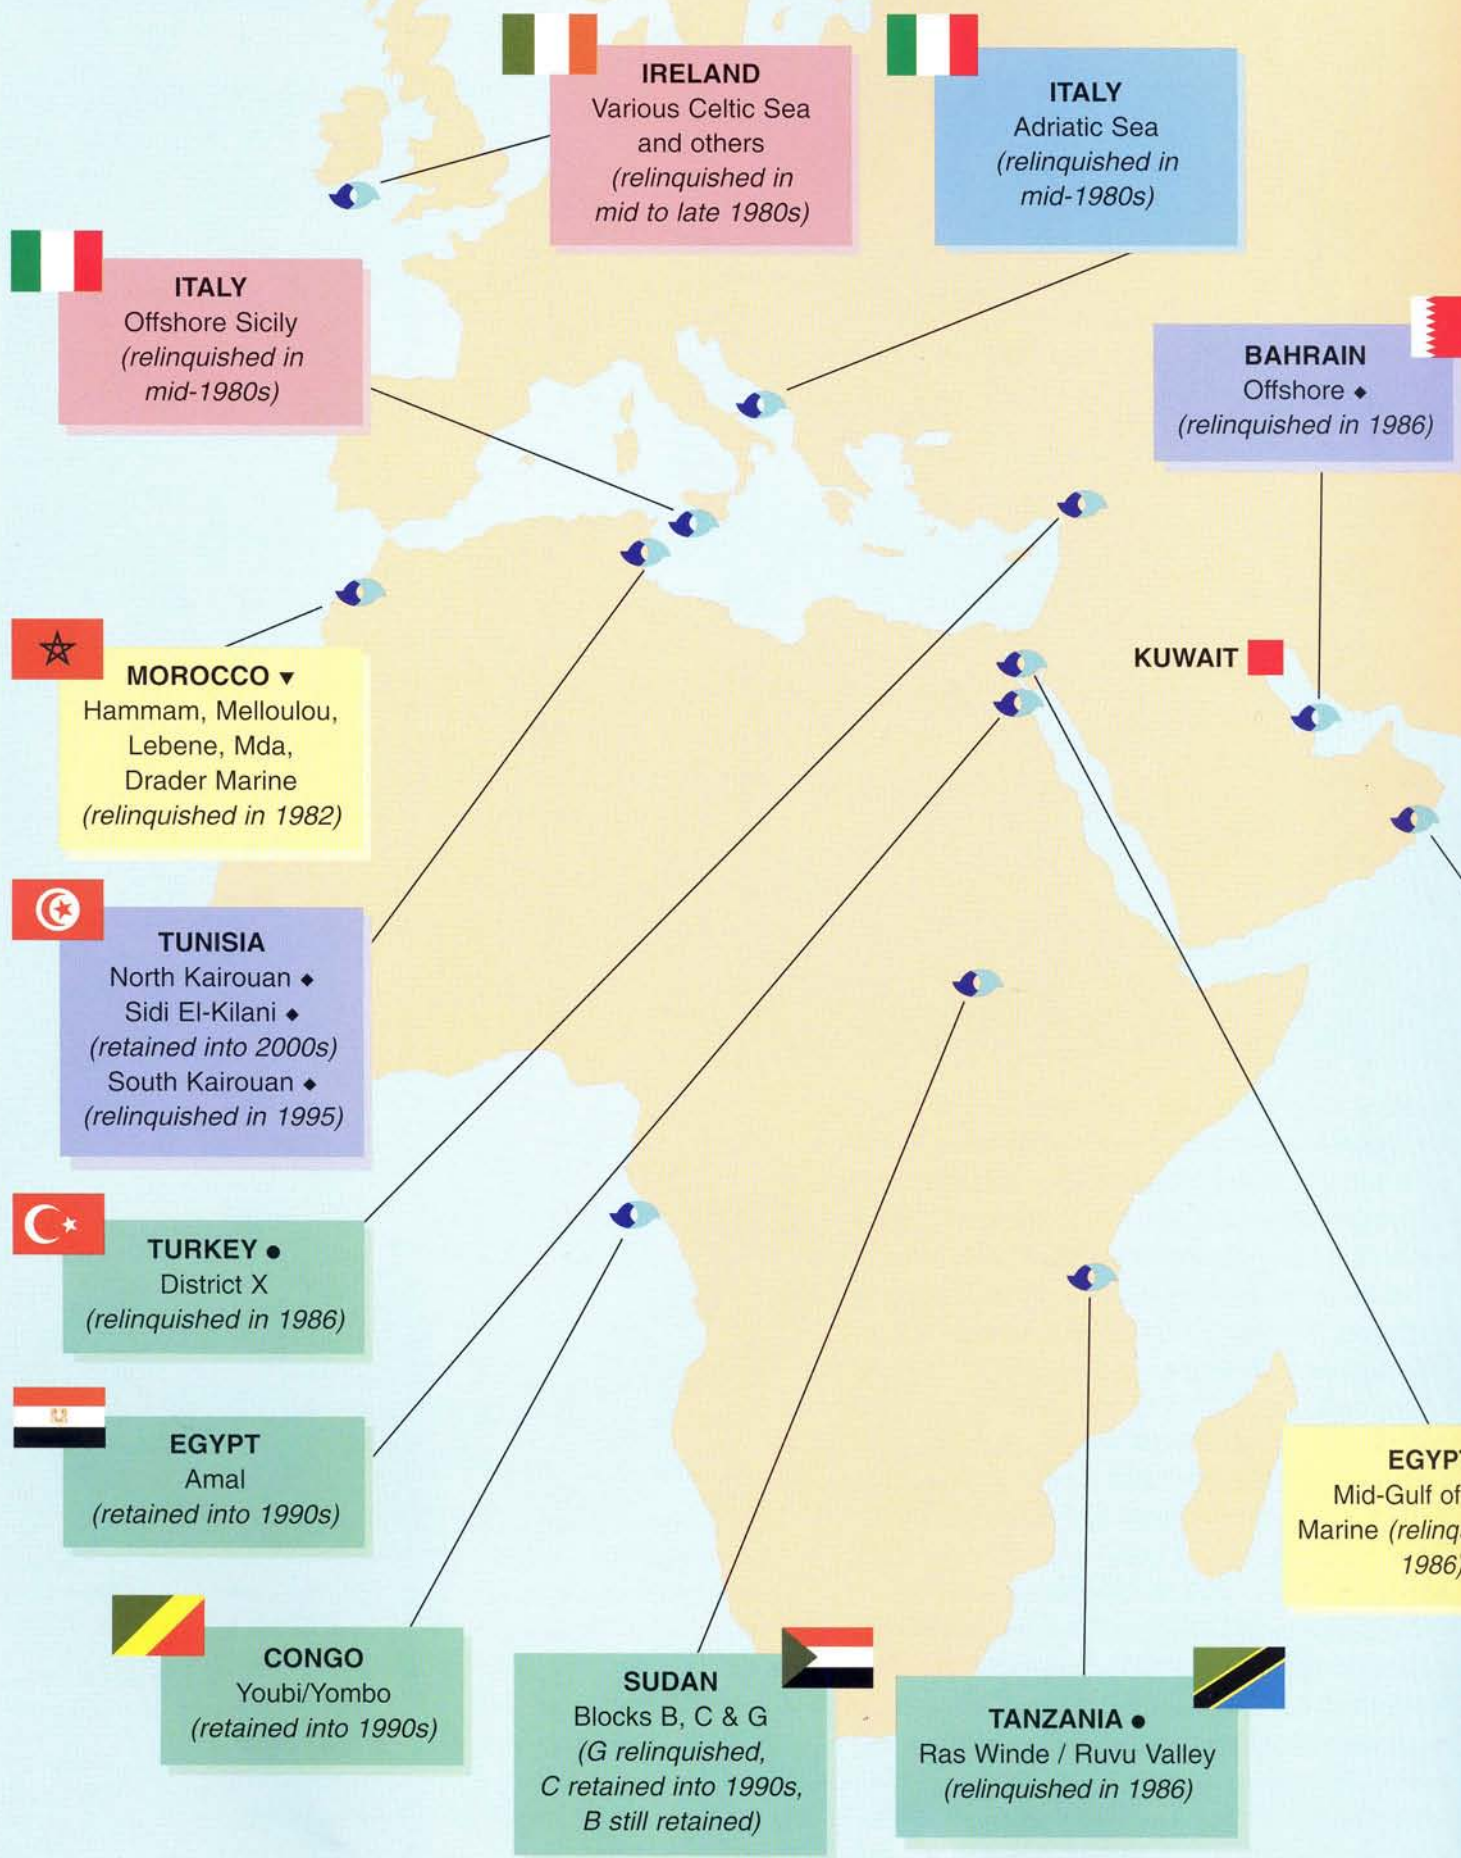 IRELAND
Various Celtic Sea
and others
(relinquished in
mid to late 1980s)
ITALY
Adriatic Sea
(relinquished in
mid-1980s)
ITALY
Offshore Sicily
(relinquished in
mid-1980s)
BAHRAIN
Offshore ◆
(relinquished in 1986)
KUWAIT
MOROCCO ▼
Hammam, Melloulou,
Lebene, Mda,
Drader Marine
(relinquished in 1982)
TUNISIA
North Kairouan ◆
Sidi El-Kilani ◆
(retained into 2000s)
South Kairouan ◆
(relinquished in 1995)
TURKEY ●
District X
(relinquished in 1986)
EGYPT
Amal
(retained into 1990s)
EGYPT
Mid-Gulf of
Marine
1986)
CONGO
Youbi/Yombo
(retained into 1990s)
SUDAN
Blocks B, C & G
(G relinquished,
C retained into 1990s,
B still retained)
TANZANIA ●
Ras Winde / Ruvu Valley
(relinquished in 1986)